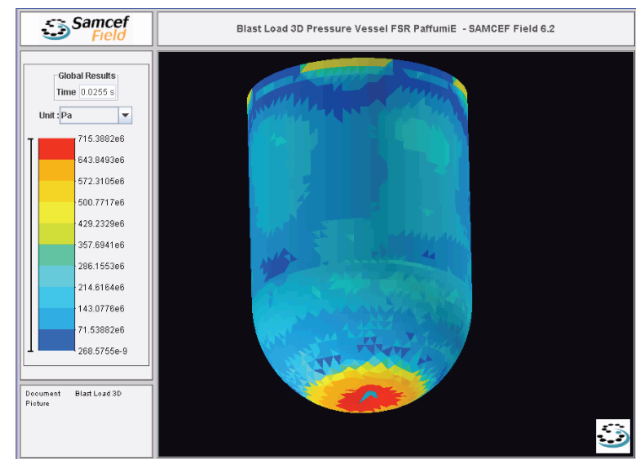 Samcef
Field
Blast Load 3D Pressure Vessel FSR PaffumiE - SAMCEF Field 6.2
Global Results
Time 0.0255 s
Unit : Pa
715.3882e6
643.8493e6
572.3105e6
500.7717e6
429.2329e6
357.6941e6
286.1553e6
214.6164e6
143.0776e6
71.53882e6
268.5755e-9
Document Blast Load 3D
Picture